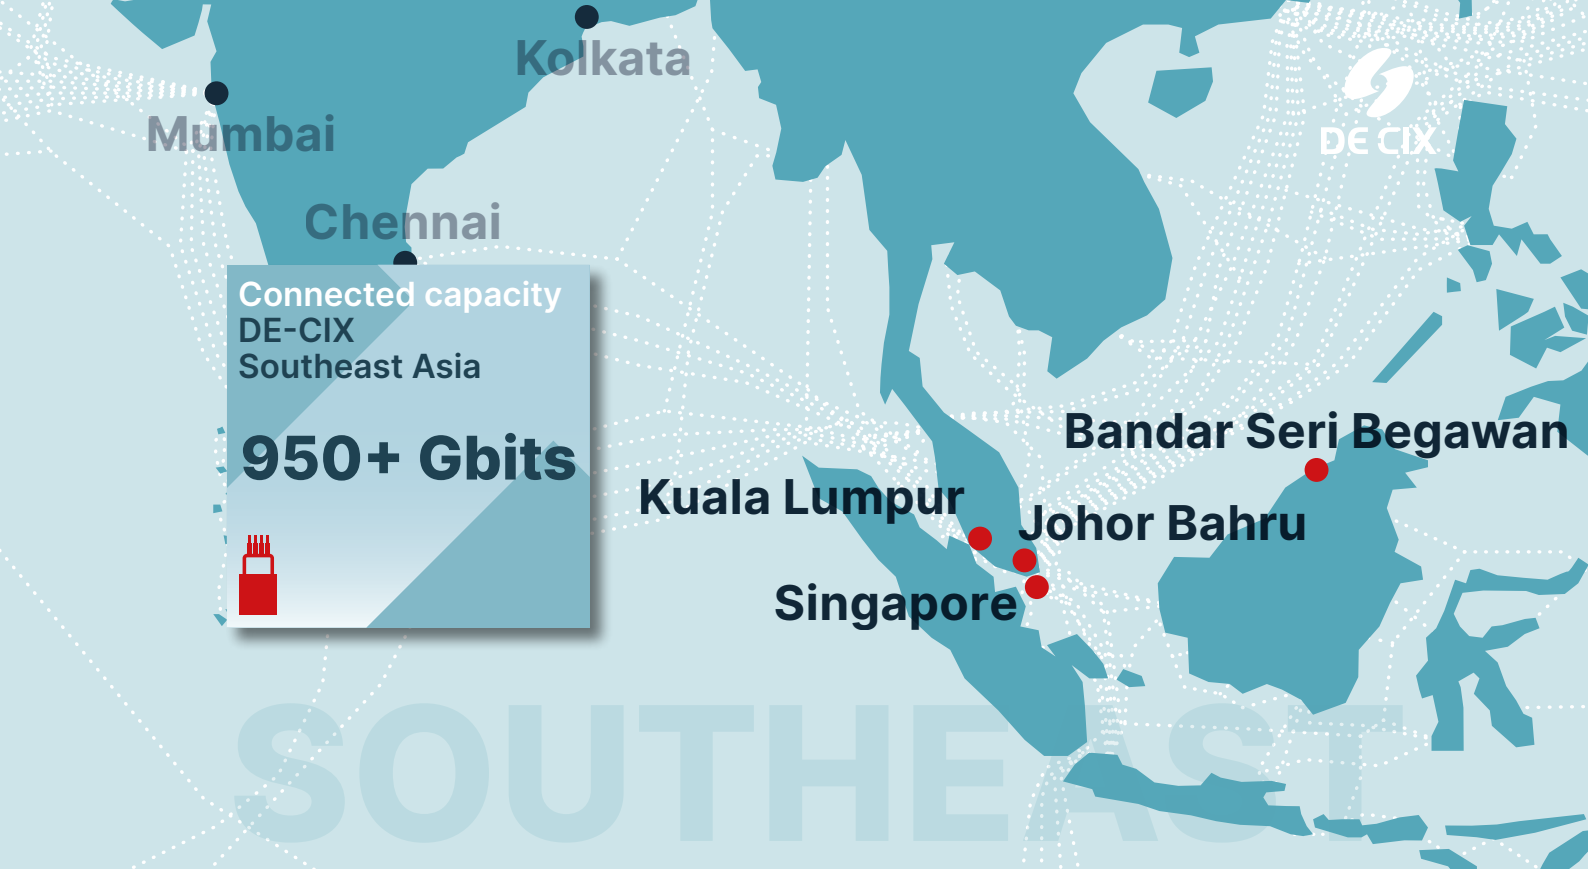 Kolkata
Mumbai
DE CIX
Chennai
Connected capacity
DE-CIX
Southeast Asia
950+ Gbits
Bandar Seri Begawan
Kuala Lumpur
Johor Bahru
Singapore
SOUTHEAST